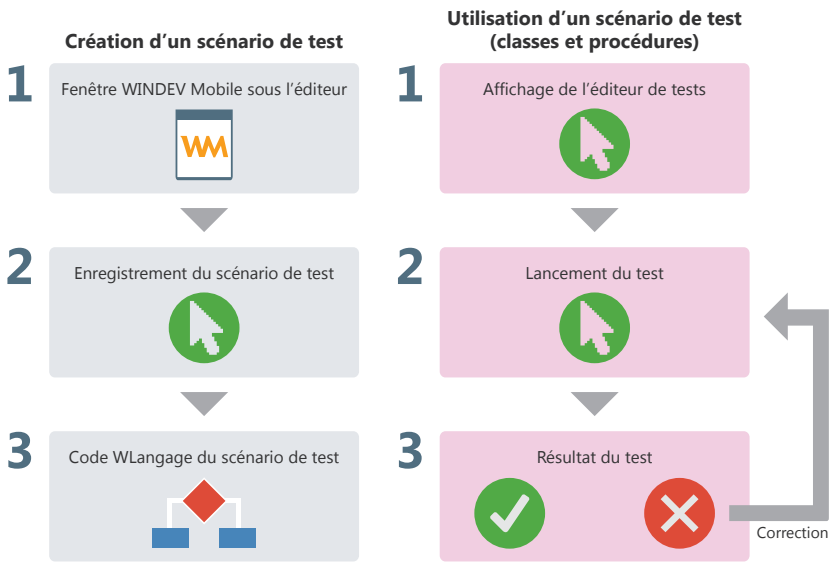 Création d'un scénario de test
1
Fenêtre WINDEV Mobile sous l'éditeur
WM
2
Enregistrement du scénario de test
3
Code WLangage du scénario de test
Utilisation d'un scénario de test
(classes et procédures)
1
Affichage de l'éditeur de tests
2
Lancement du test
3
Résultat du test
Correction